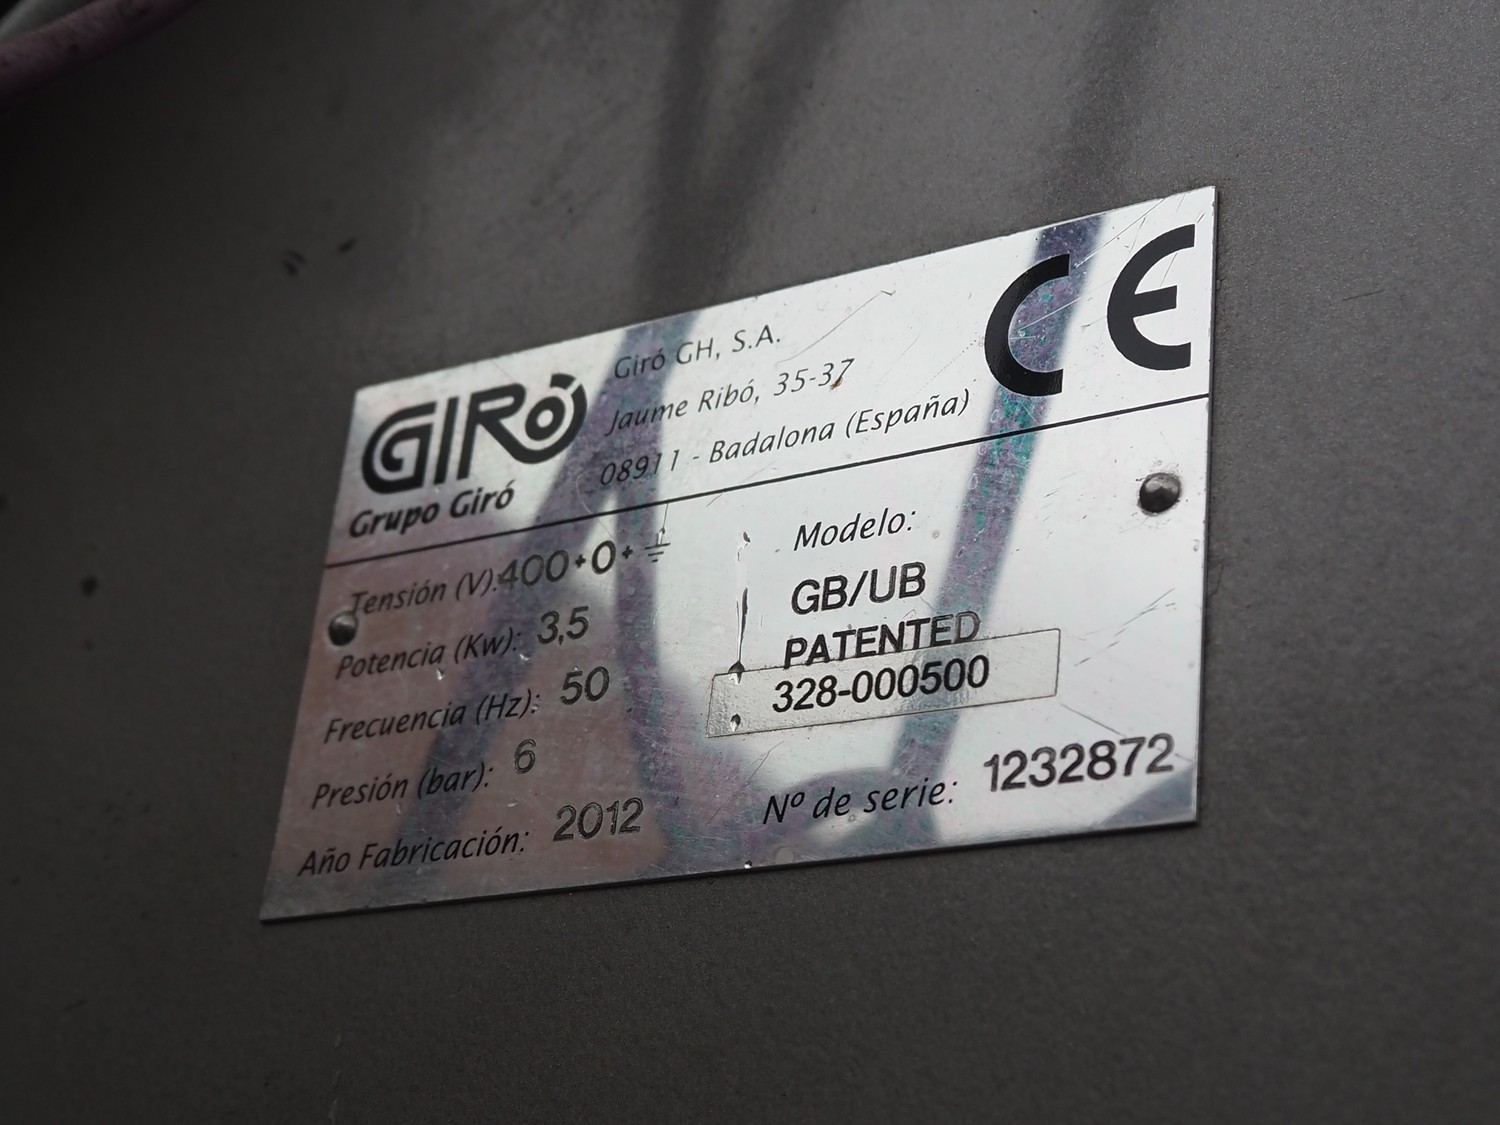 GIRó
Grupo Giró
Giró GH, S.A.
Jaume Ribó, 35-37
08911 - Badalona (España)
CE
Tensión (V): 400+0+⏚
Potencia (Kw): 3,5
Frecuencia (Hz): 50
Presión (bar): 6
Año Fabricación: 2012
Modelo:
GB/UB
PATENTED
328-000500
Nº de serie: 1232872